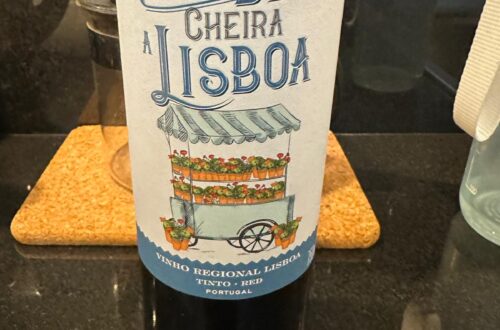 CHEIRA
A
LISBOA
VINHO REGIONAL LISBOA
TINTO • RED
PORTUGAL